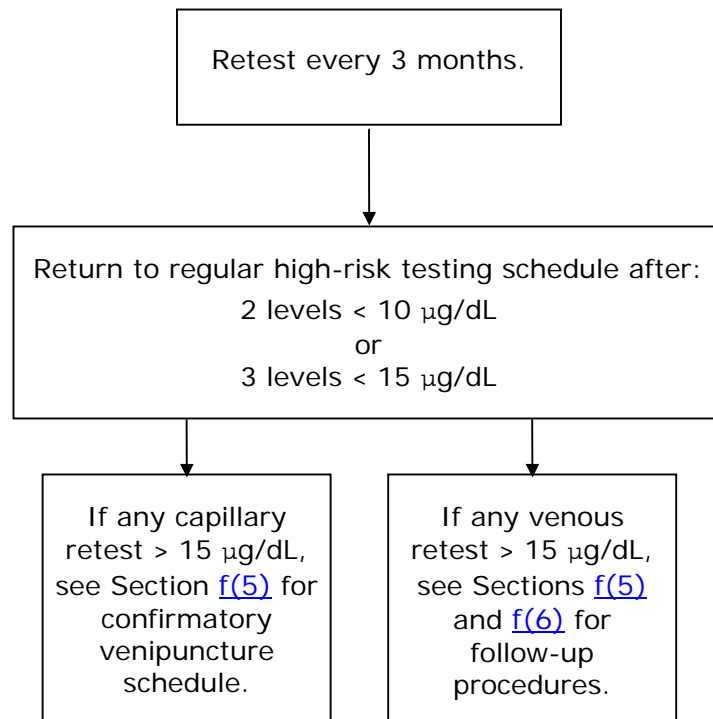 Retest every 3 months.
Return to regular high-risk testing schedule after:
2 levels < 10 µg/dL
or
3 levels < 15 µg/dL
If any capillary
retest > 15 µg/dL,
see Section f(5) for
confirmatory
venipuncture
schedule.
If any venous
retest > 15 µg/dL,
see Sections f(5)
and f(6) for
follow-up
procedures.